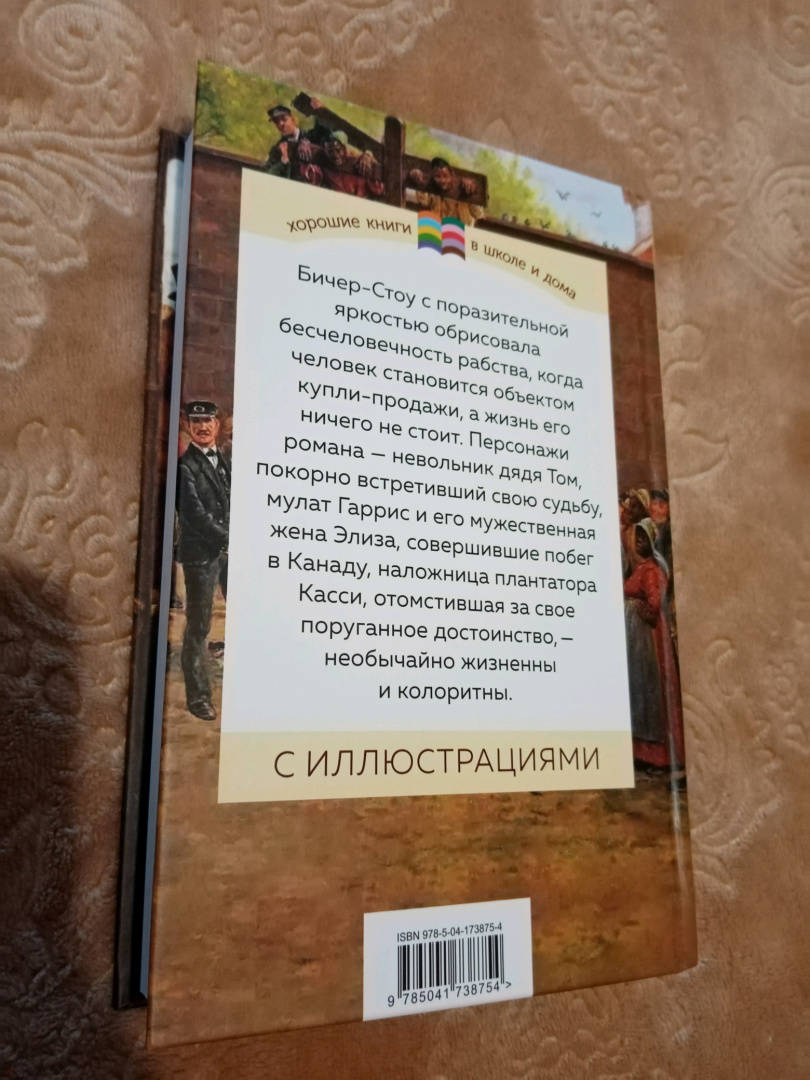 хорошие книги в школе и дома
Бичер-Стоу с поразительной
яркостью обрисовала
бесчеловечность рабства, когда
человек становится объектом
купли-продажи, а жизнь его
ничего не стоит. Персонажи
романа — невольник дядя Том,
покорно встретивший свою судьбу,
мулат Гаррис и его мужественная
жена Элиза, совершившие побег
в Канаду, наложница плантатора
Касси, отомстившая за свое
поруганное достоинство, —
необычайно жизненны
и колоритны.
С ИЛЛЮСТРАЦИЯМИ
ISBN 978-5-04-173875-4
9 785041 738754 >